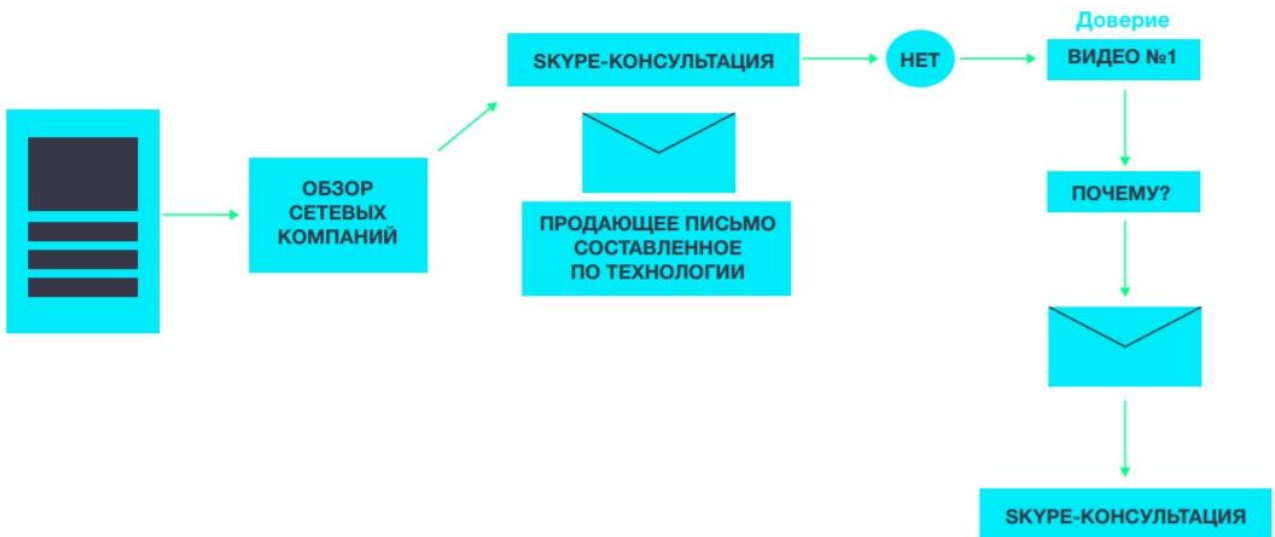 ОБЗОР
СЕТЕВЫХ
КОМПАНИЙ
SKYPE-КОНСУЛЬТАЦИЯ
ПРОДАЮЩЕЕ ПИСЬМО
СОСТАВЛЕННОЕ
ПО ТЕХНОЛОГИИ
НЕТ
Доверие
ВИДЕО №1
ПОЧЕМУ?
SKYPE-КОНСУЛЬТАЦИЯ